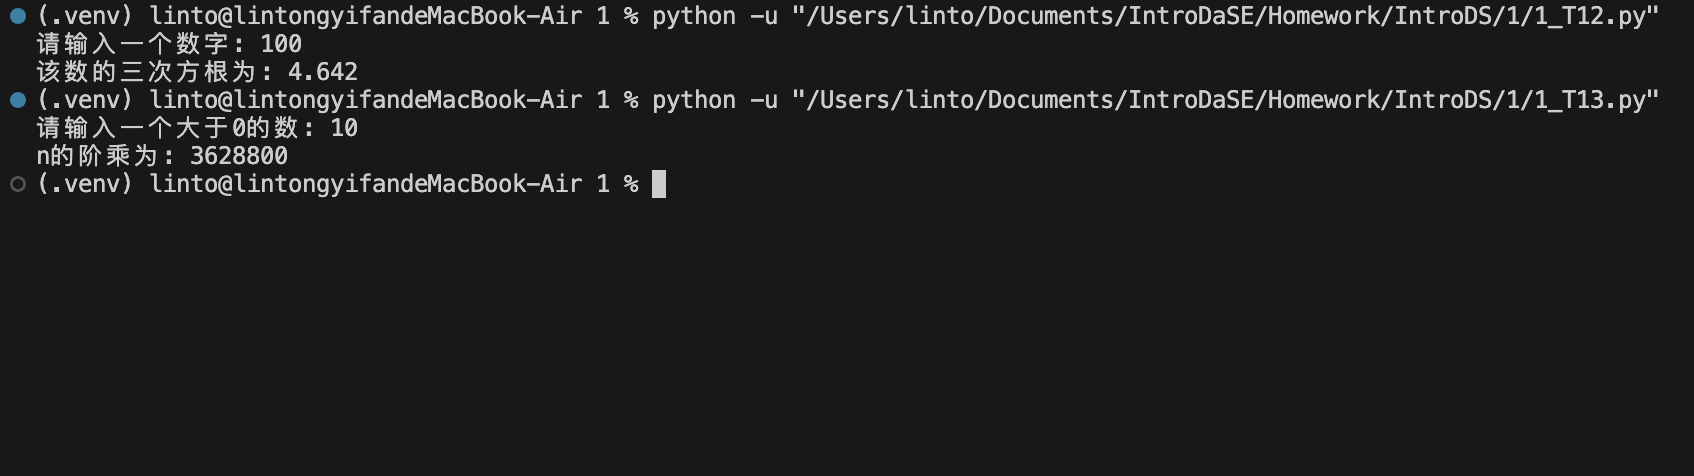 (.venv) linto@lintongyifandeMacBook-Air 1 % python -u "/Users/linto/Documents/IntroDaSE/Homework/IntroDS/1/1_T12.py"
请输入一个数字: 100
该数的三次方根为: 4.642
(.venv) linto@lintongyifandeMacBook-Air 1 % python -u "/Users/linto/Documents/IntroDaSE/Homework/IntroDS/1/1_T13.py"
请输入一个大于0的数: 10
n的阶乘为: 3628800
(.venv) linto@lintongyifandeMacBook-Air 1 %